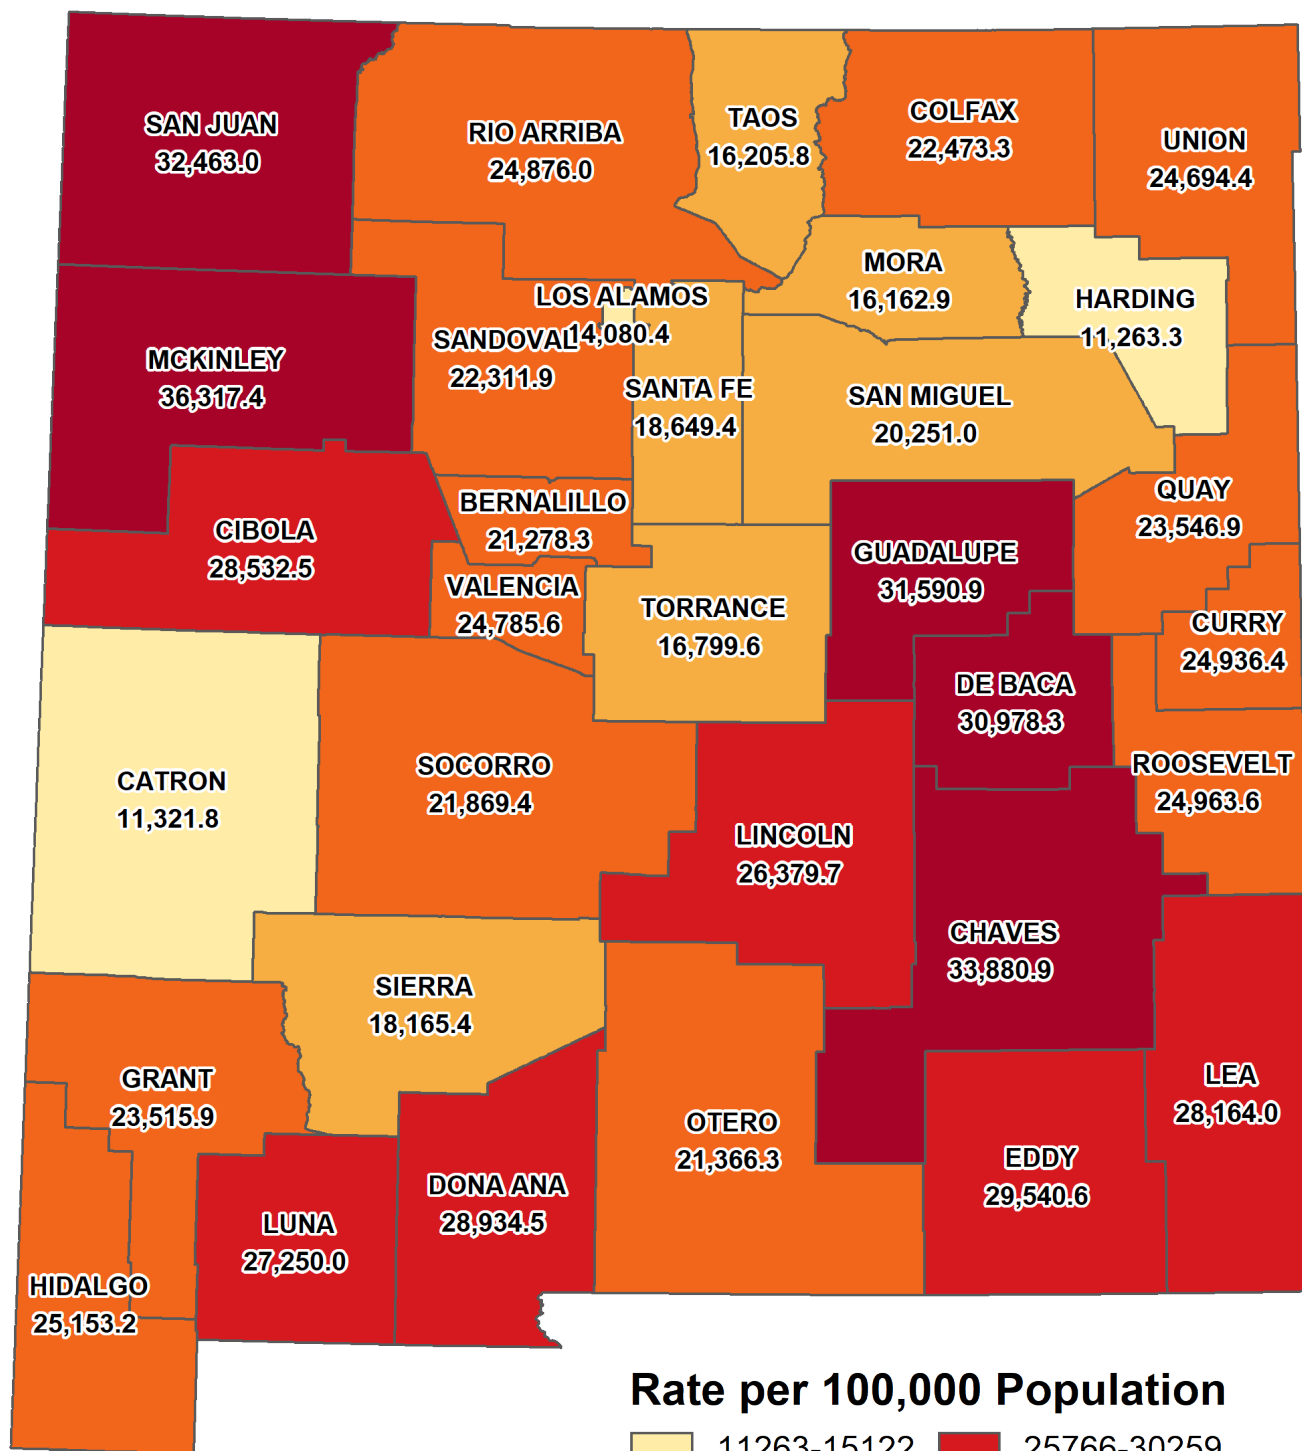 SAN JUAN
32,463.0
RIO ARRIBA
24,876.0
TAOS
16,205.8
COLFAX
22,473.3
UNION
24,694.4
MORA
16,162.9
HARDING
11,263.3
LOS ALAMOS
14,080.4
SANDOVAL
22,311.9
MCKINLEY
36,317.4
SANTA FE
18,649.4
SAN MIGUEL
20,251.0
QUAY
23,546.9
BERNALILLO
21,278.3
CIBOLA
28,532.5
GUADALUPE
31,590.9
VALENCIA
24,785.6
TORRANCE
16,799.6
CURRY
24,936.4
DE BACA
30,978.3
CATRON
11,321.8
SOCORRO
21,869.4
ROOSEVELT
24,963.6
LINCOLN
26,379.7
CHAVES
33,880.9
SIERRA
18,165.4
GRANT
23,515.9
LEA
28,164.0
OTERO
21,366.3
EDDY
29,540.6
DONA ANA
28,934.5
LUNA
27,250.0
HIDALGO
25,153.2
Rate per 100,000 Population
11263-15122
25766-30259